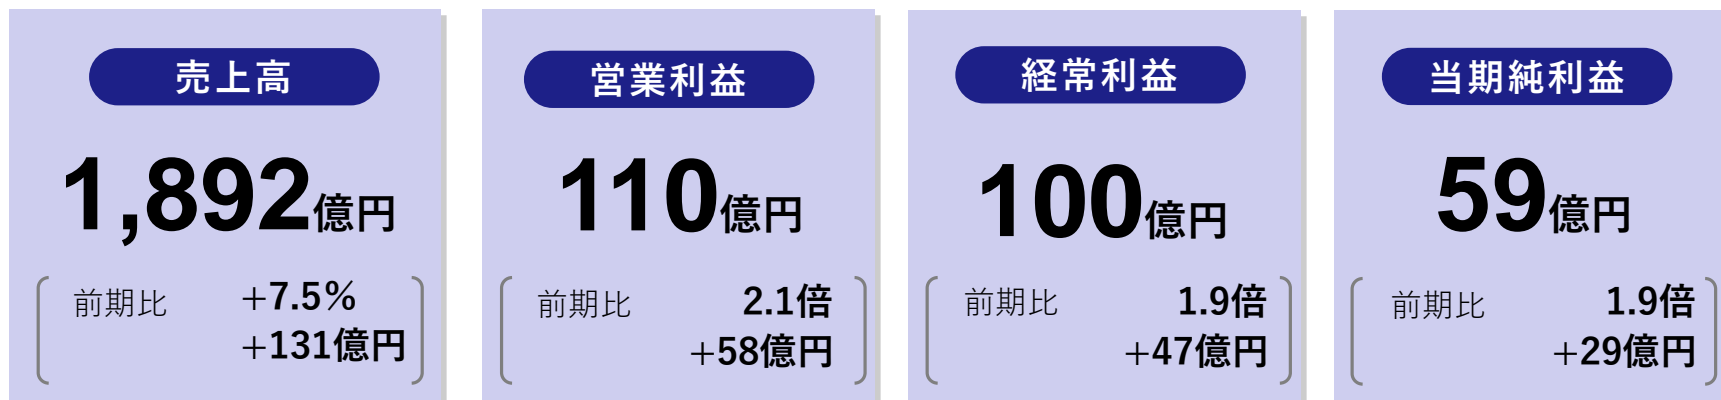 売上高
1,892億円
前期比 +7.5%
+131億円
営業利益
110億円
前期比 2.1倍
+58億円
経常利益
100億円
前期比 1.9倍
+47億円
当期純利益
59億円
前期比 1.9倍
+29億円